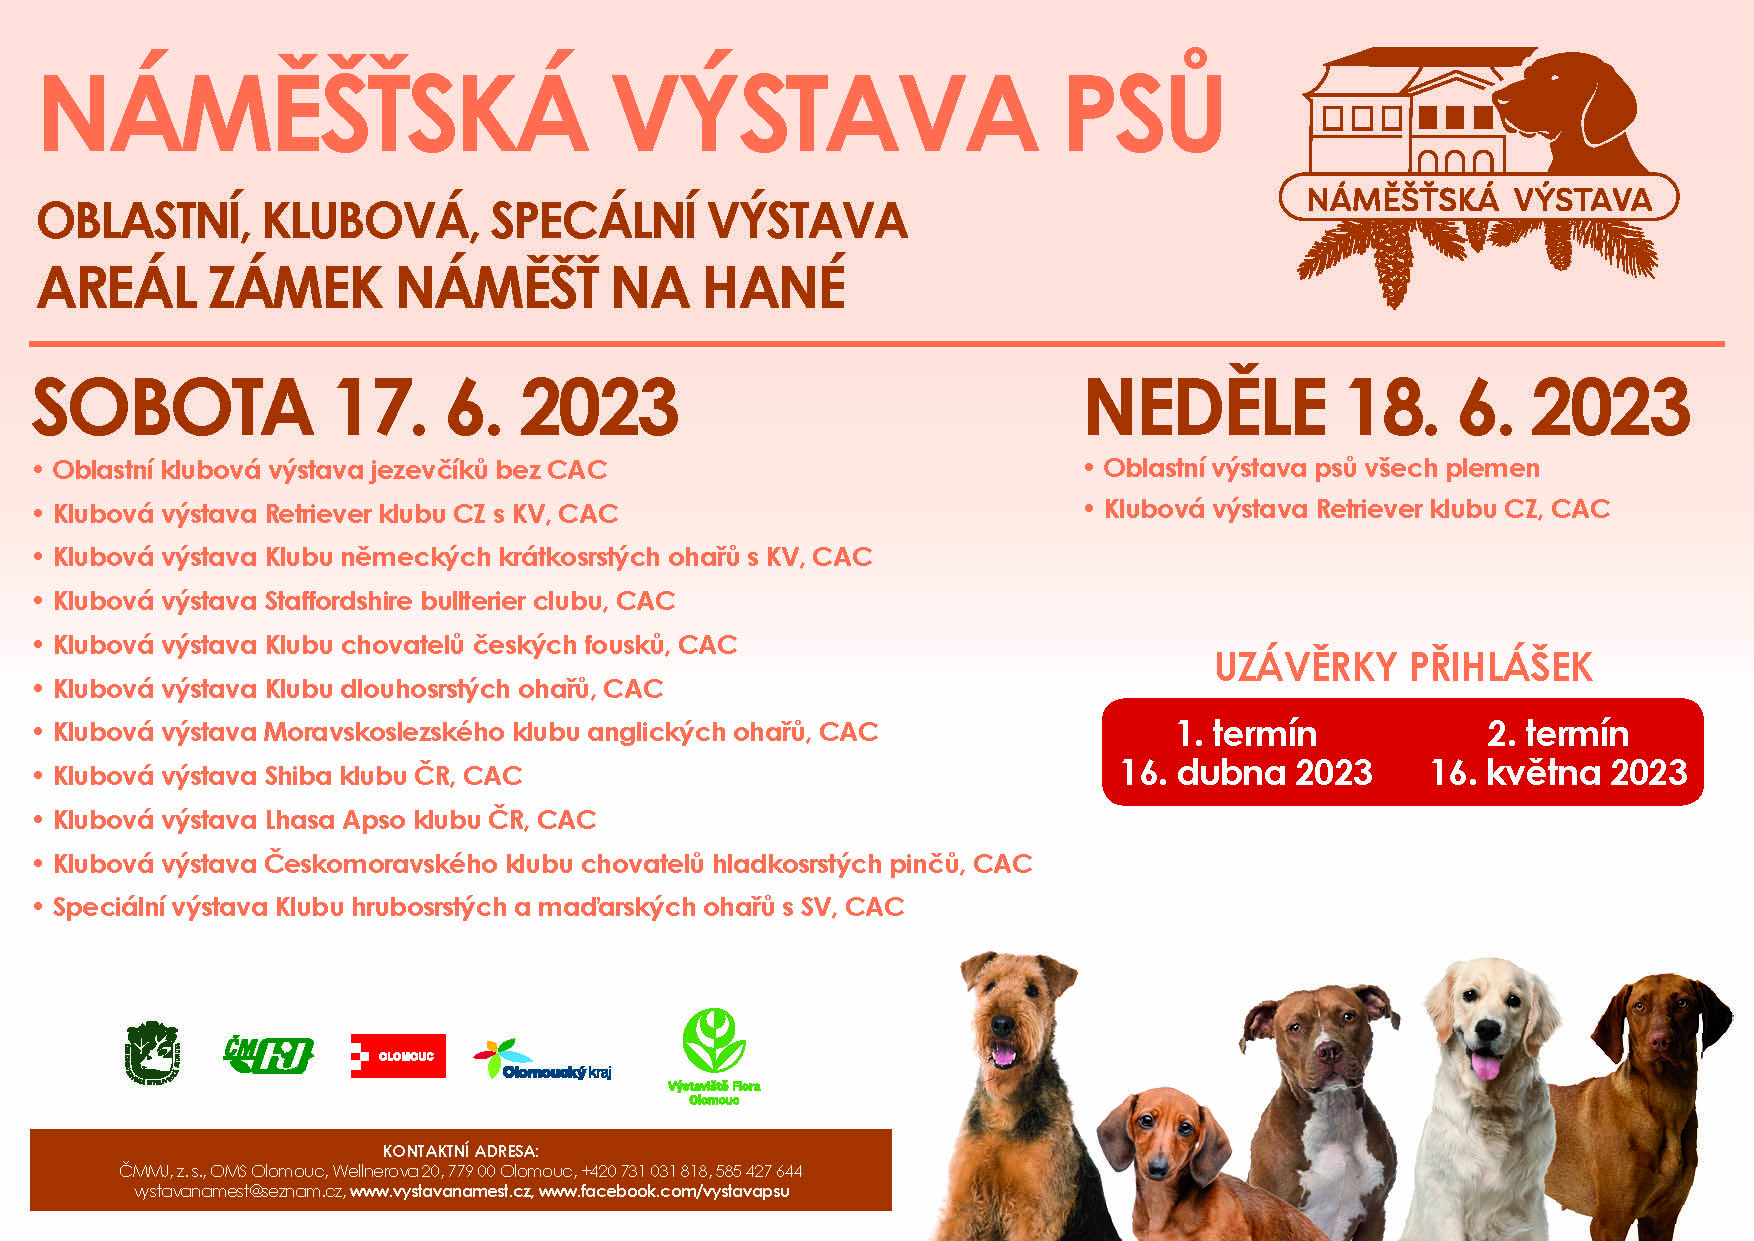 NÁMĚŠŤSKÁ VÝSTAVA PSŮ
OBLASTNÍ, KLUBOVÁ, SPECÁLNÍ VÝSTAVA
AREÁL ZÁMEK NÁMĚŠŤ NA HANÉ
NÁMĚŠŤSKÁ VÝSTAVA
SOBOTA 17. 6. 2023
• Oblastní klubová výstava jezevčíků bez CAC
• Klubová výstava Retriever klubu CZ s KV, CAC
• Klubová výstava Klubu německých krátkosrstých ohařů s KV, CAC
• Klubová výstava Staffordshire bullterier clubu, CAC
• Klubová výstava Klubu chovatelů českých fousků, CAC
• Klubová výstava Klubu dlouhosrstých ohařů, CAC
• Klubová výstava Moravskoslezského klubu anglických ohařů, CAC
• Klubová výstava Shiba klubu ČR, CAC
• Klubová výstava Lhasa Apso klubu ČR, CAC
• Klubová výstava Českomoravského klubu chovatelů hladkosrstých pinčů, CAC
• Speciální výstava Klubu hrubosrstých a maďarských ohařů s SV, CAC
NEDĚLE 18. 6. 2023
• Oblastní výstava psů všech plemen
• Klubová výstava Retriever klubu CZ, CAC
UZÁVĚRKY PŘIHLÁŠEK
1. termín
16. dubna 2023
2. termín
16. května 2023
ČMKJ
OLOMOUC
Olomoucký kraj
Výstaviště Flora
Olomouc
KONTAKTNÍ ADRESA:
ČMMJ, z. s., OMS Olomouc, Wellnerova 20, 779 00 Olomouc, +420 731 031 818, 585 427 644
vystavanamest@seznam.cz, www.vystavanamest.cz, www.facebook.com/vystavapsu